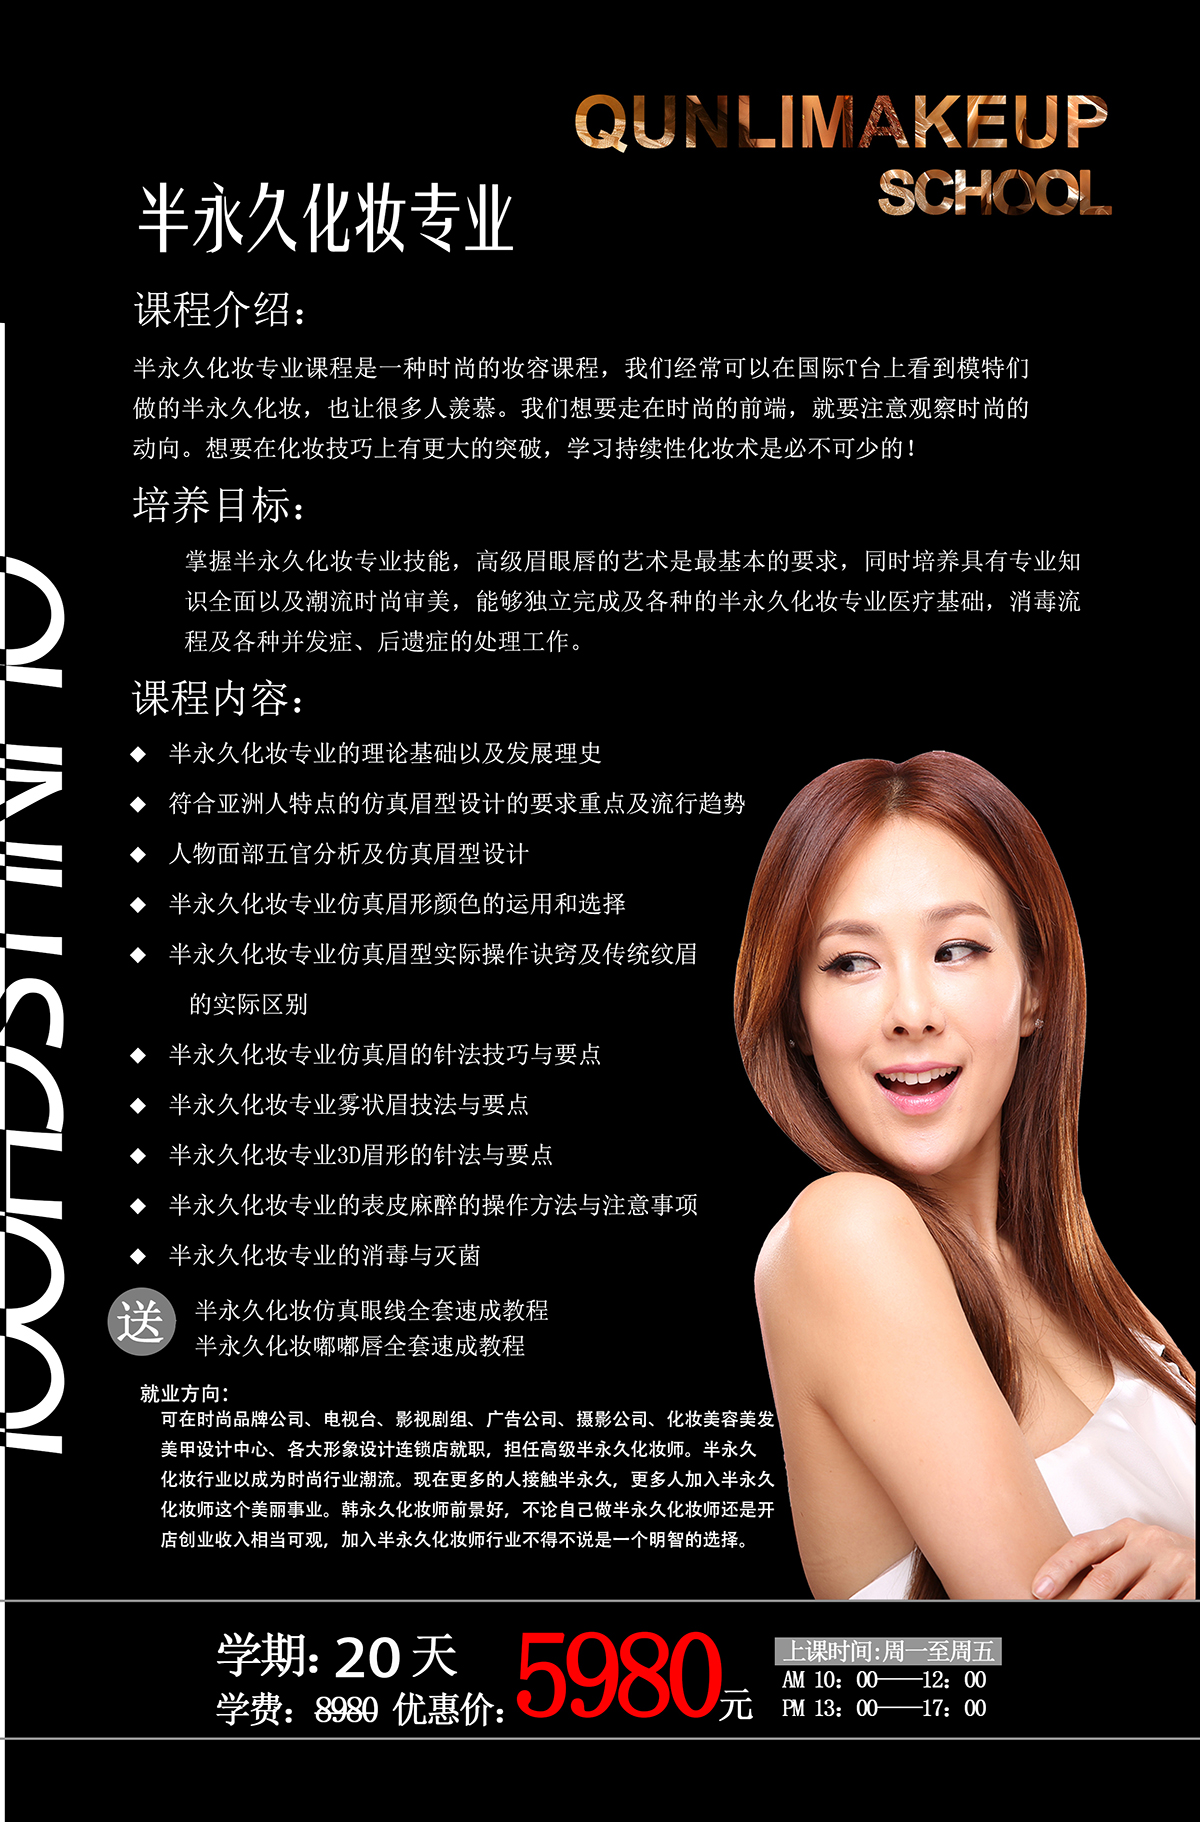 QUNLIMAKEUP
SCHOOL
半永久化妆专业
课程介绍：
半永久化妆专业课程是一种时尚的妆容课程，我们经常可以在国际T台上看到模特们
做的半永久化妆，也让很多人羡慕。我们想要走在时尚的前端，就要注意观察时尚的
动向。想要在化妆技巧上有更大的突破，学习持续性化妆术是必不可少的！
培养目标：
掌握半永久化妆专业技能，高级眉眼唇的艺术是最基本的要求，同时培养具有专业知
识全面以及潮流时尚审美，能够独立完成及各种的半永久化妆专业医疗基础，消毒流
程及各种并发症、后遗症的处理工作。
课程内容：
◆ 半永久化妆专业的理论基础以及发展理史
◆ 符合亚洲人特点的仿真眉型设计的要求重点及流行趋势
◆ 人物面部五官分析及仿真眉型设计
◆ 半永久化妆专业仿真眉形颜色的运用和选择
◆ 半永久化妆专业仿真眉型实际操作诀窍及传统纹眉
的实际区别
◆ 半永久化妆专业仿真眉的针法技巧与要点
◆ 半永久化妆专业雾状眉技法与要点
◆ 半永久化妆专业3D眉形的针法与要点
◆ 半永久化妆专业的表皮麻醉的操作方法与注意事项
◆ 半永久化妆专业的消毒与灭菌
送
半永久化妆仿真眼线全套速成教程
半永久化妆嘟嘟唇全套速成教程
就业方向：
可在时尚品牌公司、电视台、影视剧组、广告公司、摄影公司、化妆美容美发
美甲设计中心、各大形象设计连锁店就职，担任高级半永久化妆师。半永久
化妆行业以成为时尚行业潮流。现在更多的人接触半永久，更多人加入半永久
化妆师这个美丽事业。韩永久化妆师前景好，不论自己做半永久化妆师还是开
店创业收入相当可观，加入半永久化妆师行业不得不说是一个明智的选择。
学期：20天
学费：8980 优惠价：5980元
上课时间：周一至周五
AM 10：00——12：00
PM 13：00——17：00